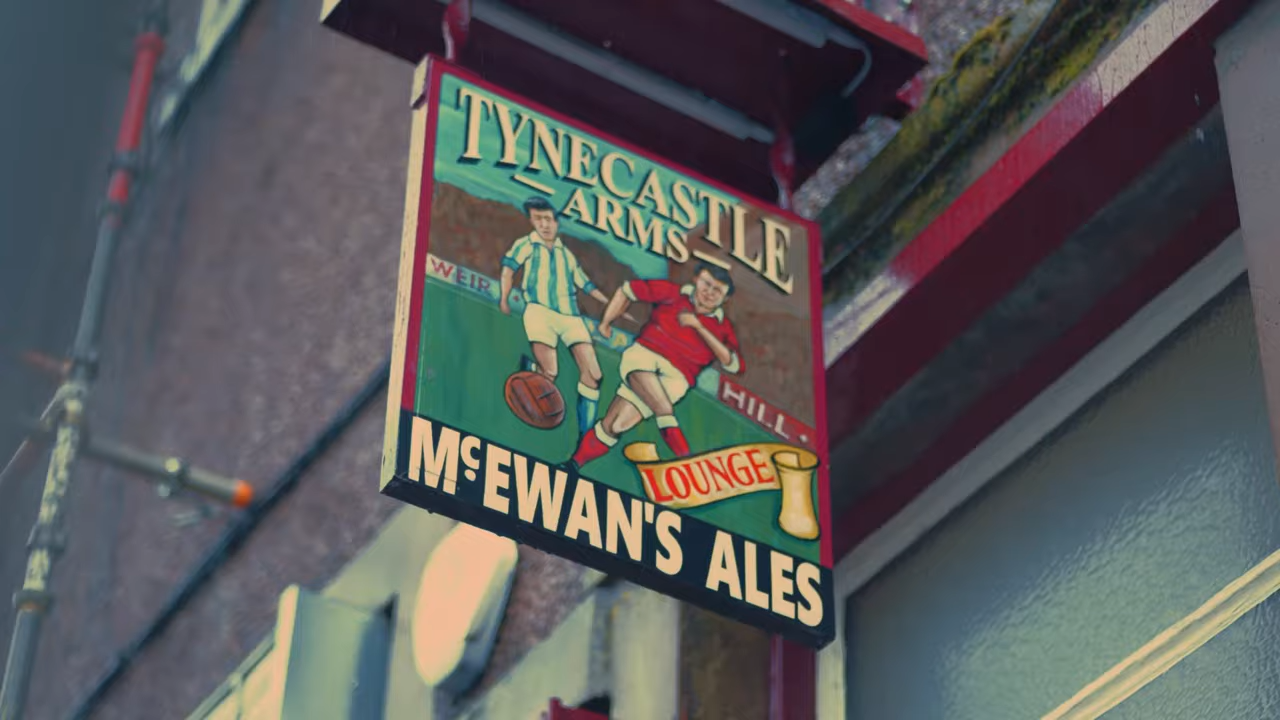 TYNECASTLE
ARMS
WEIR
HILL
LOUNGE
McEWAN'S ALES